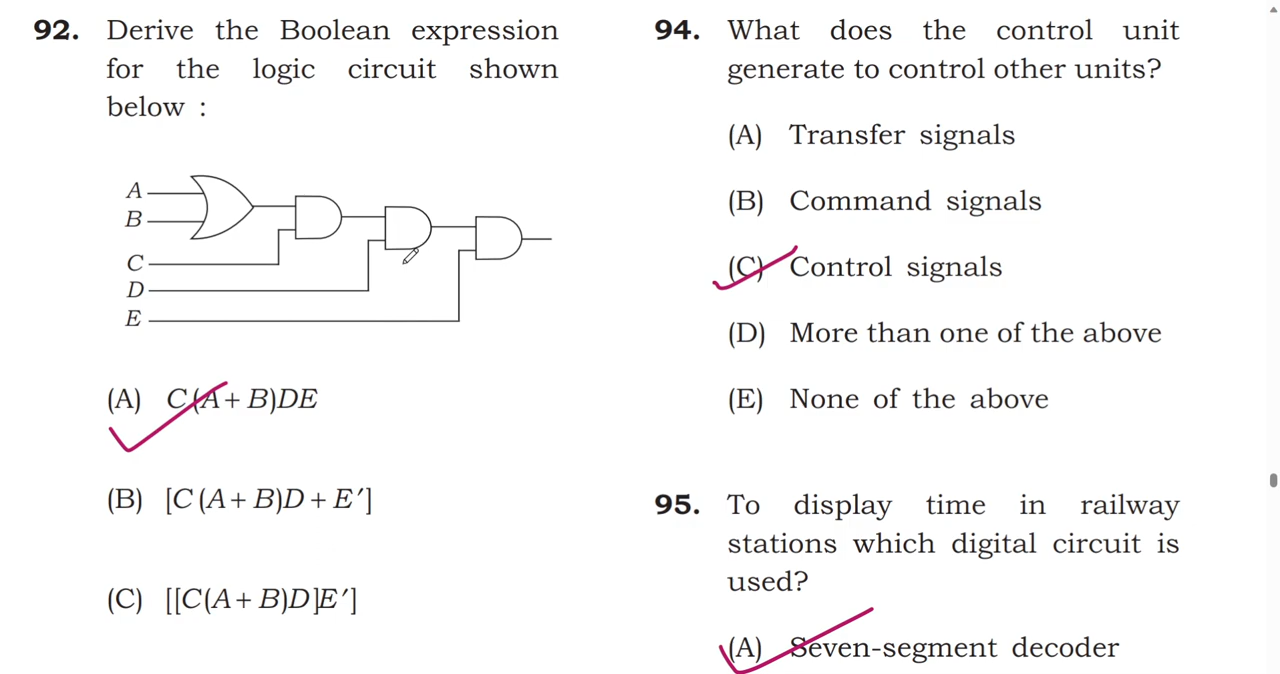 92. Derive the Boolean expression
for the logic circuit shown
below :
A
B
C
D
E
(A) C(A + B)DE
(B) [C(A + B)D + E′]
(C) [[C(A + B)D]E′]
94. What does the control unit
generate to control other units?
(A) Transfer signals
(B) Command signals
(C) Control signals
(D) More than one of the above
(E) None of the above
95. To display time in railway
stations which digital circuit is
used?
(A) Seven-segment decoder